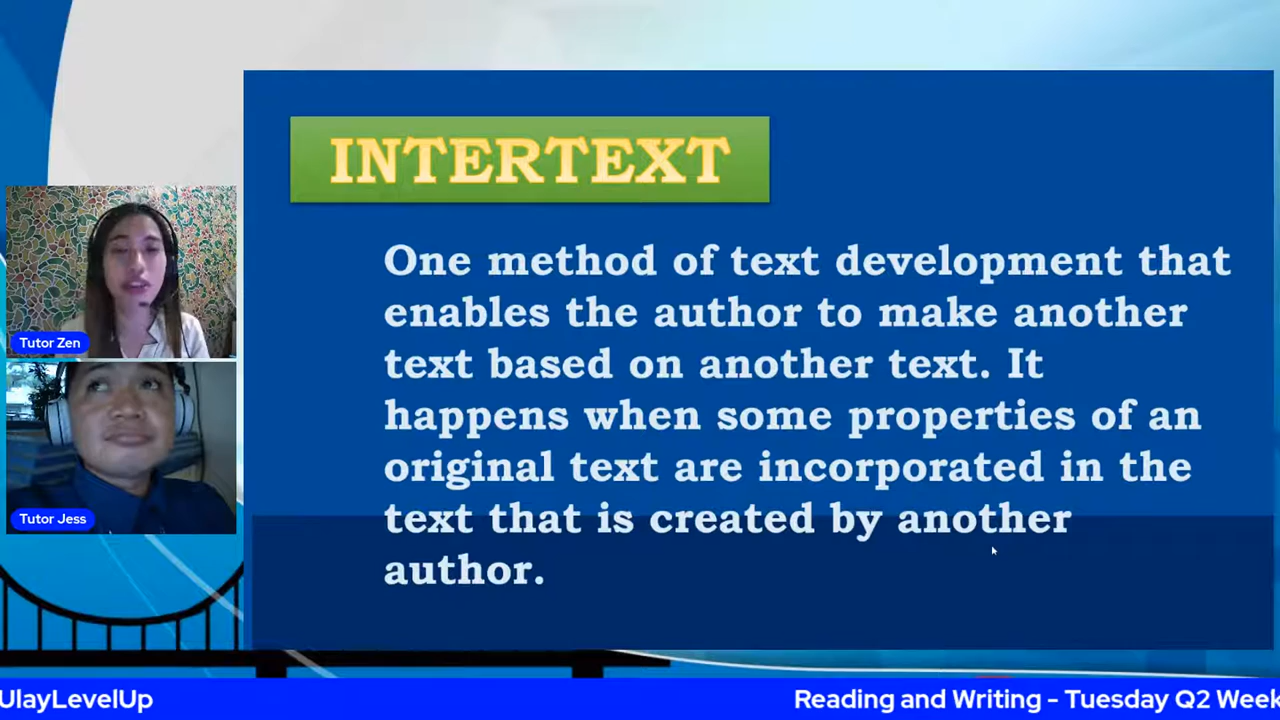 INTERTEXT
One method of text development that
enables the author to make another
text based on another text. It
happens when some properties of an
original text are incorporated in the
text that is created by another
author.
Tutor Zen
Tutor Jess
UlayLevelUp
Reading and Writing - Tuesday Q2 Week